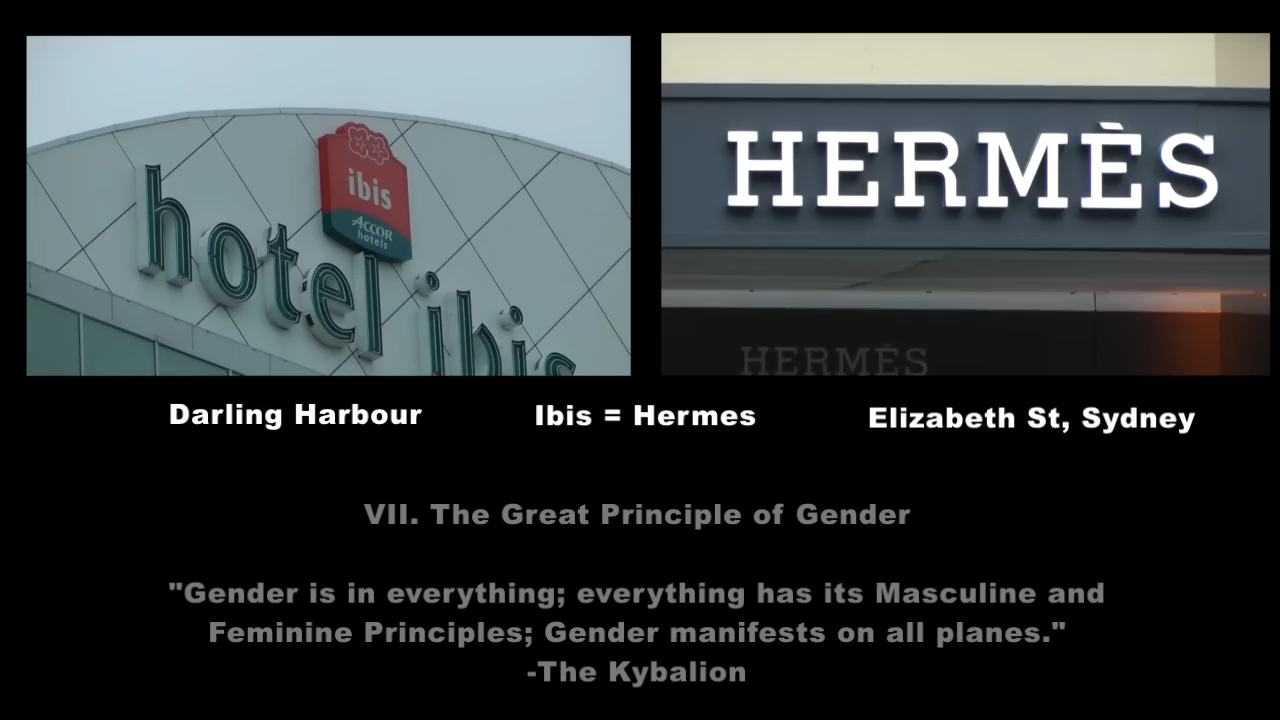 ibis
ACCOR
hotels
hotel ibis
HERMÈS
HERMÈS
Darling Harbour
Ibis = Hermes
Elizabeth St, Sydney
VII. The Great Principle of Gender
"Gender is in everything; everything has its Masculine and
Feminine Principles; Gender manifests on all planes."
-The Kybalion